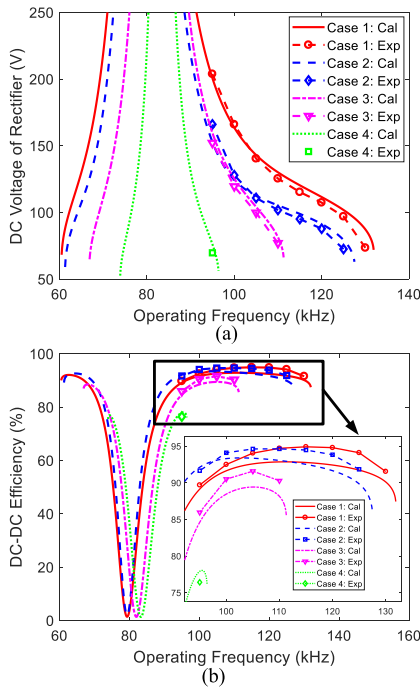 250
200
150
100
50
DC Voltage of Rectifier (V)
Case 1: Cal
Case 1: Exp
Case 2: Cal
Case 2: Exp
Case 3: Cal
Case 3: Exp
Case 4: Cal
Case 4: Exp
60 80 100 120 140
Operating Frequency (kHz)
(a)
100
80
60
40
20
0
DC-DC Efficiency (%)
95
90
85
80
75
Case 1: Cal
Case 1: Exp
Case 2: Cal
Case 2: Exp
Case 3: Cal
Case 3: Exp
Case 4: Cal
Case 4: Exp
100 110 120 130
60 80 100 120 140 160
Operating Frequency (kHz)
(b)